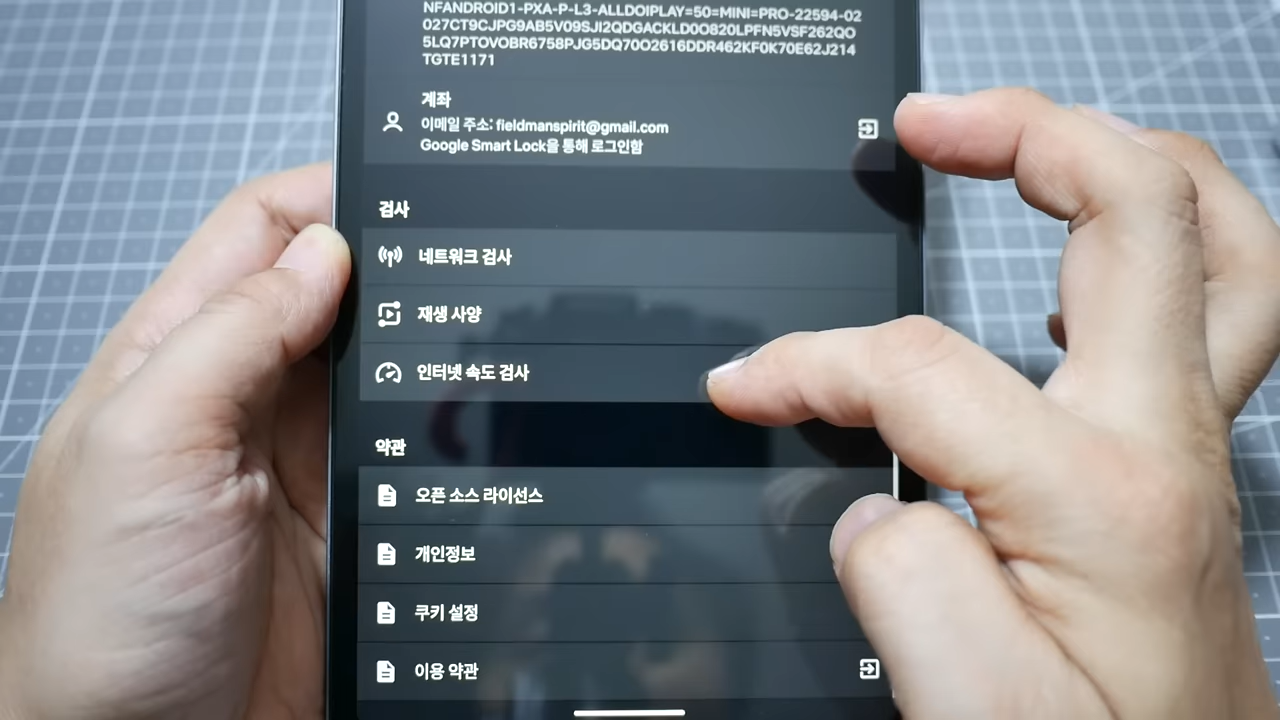 NFANDROID1-PXA-P-L3-ALLDOIPLAY=50=MINI=PRO-22594-02
027CT9CJPG9AB5V09SJI2QDGACKLD0O820LPFN5VSF262QO
5LQ7PTOVOBR6758PJG5DQ70O2616DDR462KF0K70E62J214
TGTE1171
계좌
이메일 주소: fieldmanspirit@gmail.com
Google Smart Lock을 통해 로그인함
검사
네트워크 검사
재생 사양
인터넷 속도 검사
약관
오픈 소스 라이선스
개인정보
쿠키 설정
이용 약관